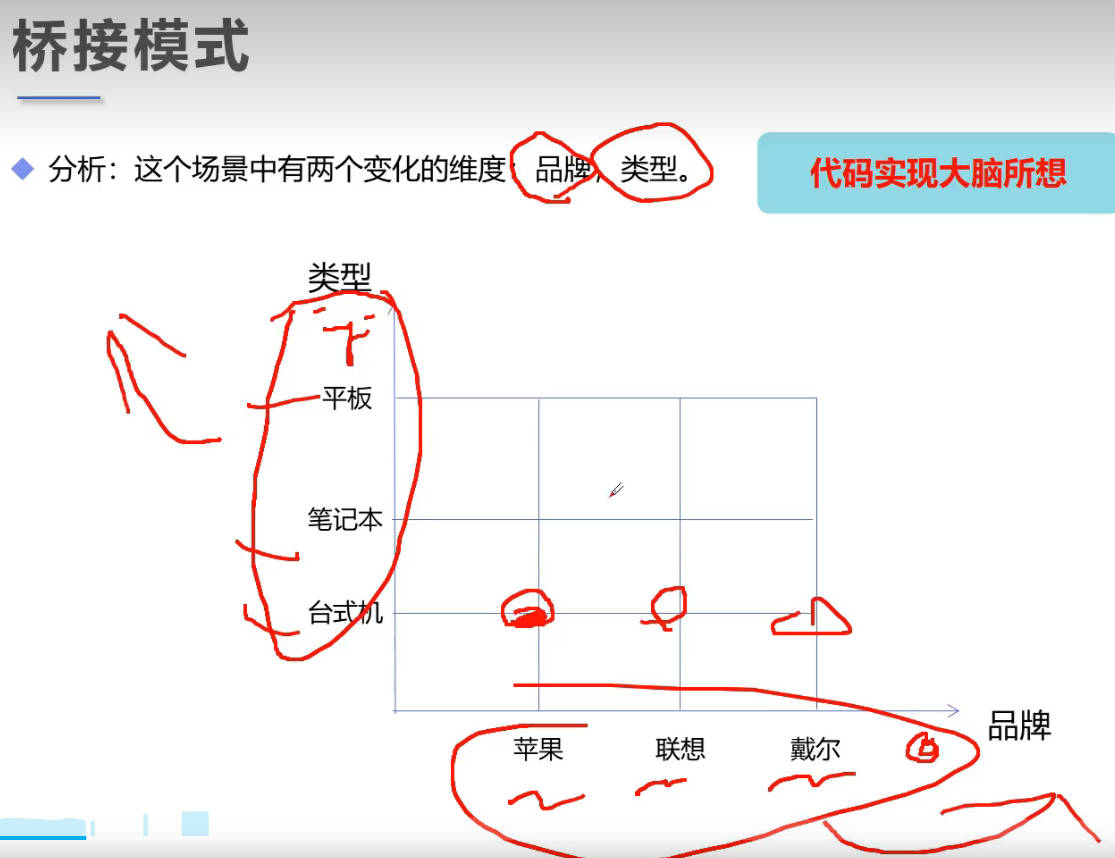 桥接模式
分析：这个场景中有两个变化的维度：品牌，类型。
代码实现大脑所想
类型
平板
笔记本
台式机
苹果 联想 戴尔
品牌